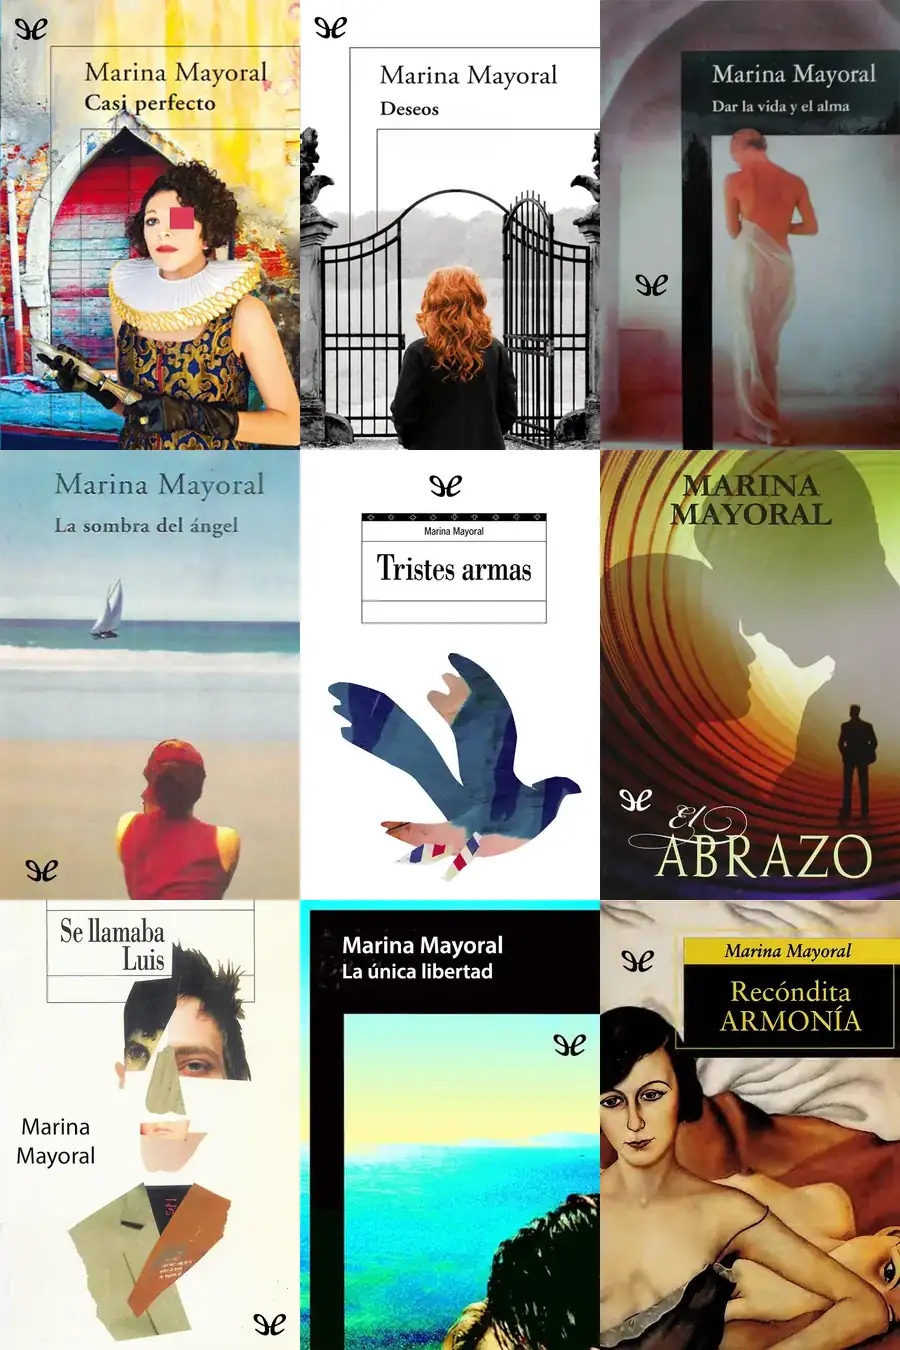 Marina Mayoral
Casi perfecto
Marina Mayoral
Deseos
Marina Mayoral
Dar la vida y el alma
Marina Mayoral
La sombra del ángel
Marina Mayoral
Tristes armas
MARINA
MAYORAL
El
ABRAZO
Se llamaba
Luis
Marina
Mayoral
Marina Mayoral
La única libertad
Marina Mayoral
Recóndita
ARMONÍA